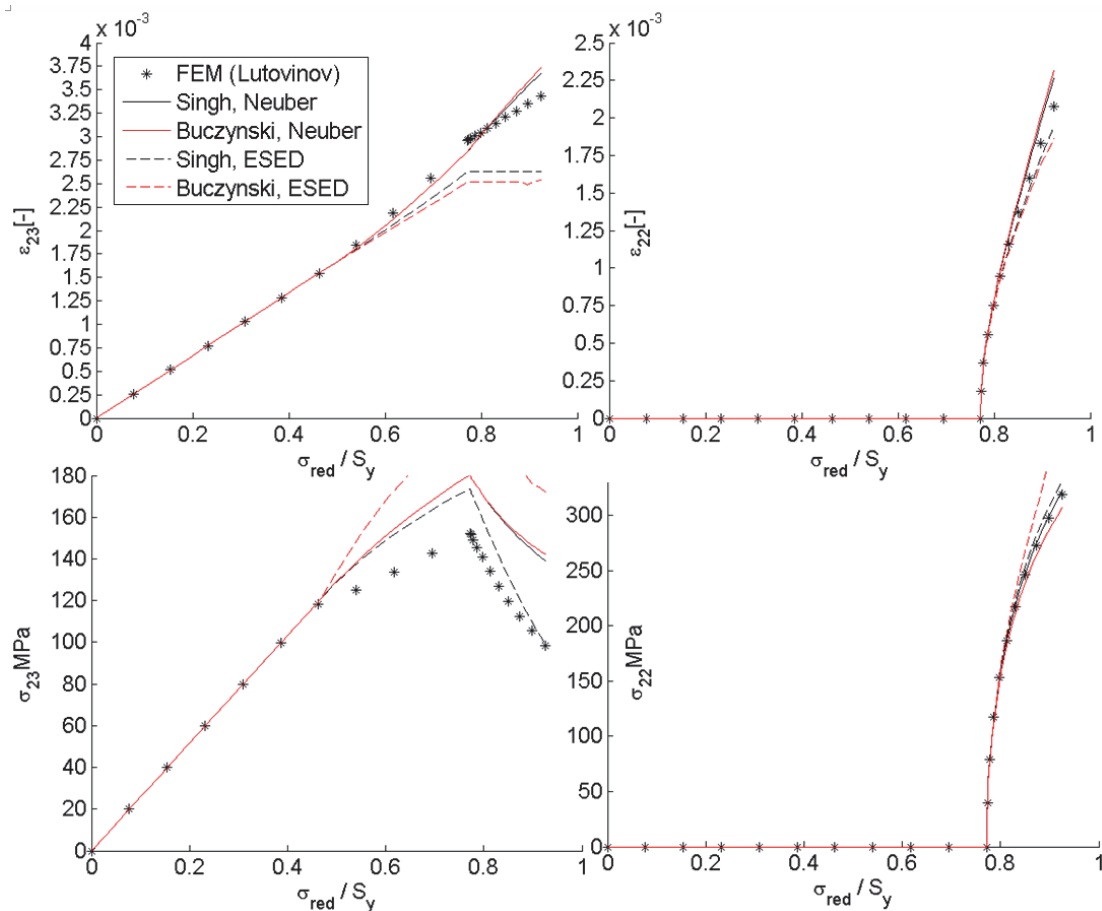 x 10⁻³
4
3.75
3.5
3.25
3
2.75
2.5
2.25
2
1.75
1.5
1.25
1
0.75
0.5
0.25
0
ε₂₃[-]
FEM (Lutovinov)
Singh, Neuber
Buczynski, Neuber
Singh, ESED
Buczynski, ESED
0 0.2 0.4 0.6 0.8 1
σred / Sy
x 10⁻³
2.5
2.25
2
1.75
1.5
1.25
1
0.75
0.5
0.25
0
ε₂₂[-]
0 0.2 0.4 0.6 0.8 1
σred / Sy
180
160
140
120
100
80
60
40
20
0
σ₂₃MPa
0 0.2 0.4 0.6 0.8 1
σred / Sy
300
250
200
150
100
50
0
σ₂₂MPa
0 0.2 0.4 0.6 0.8 1
σred / Sy